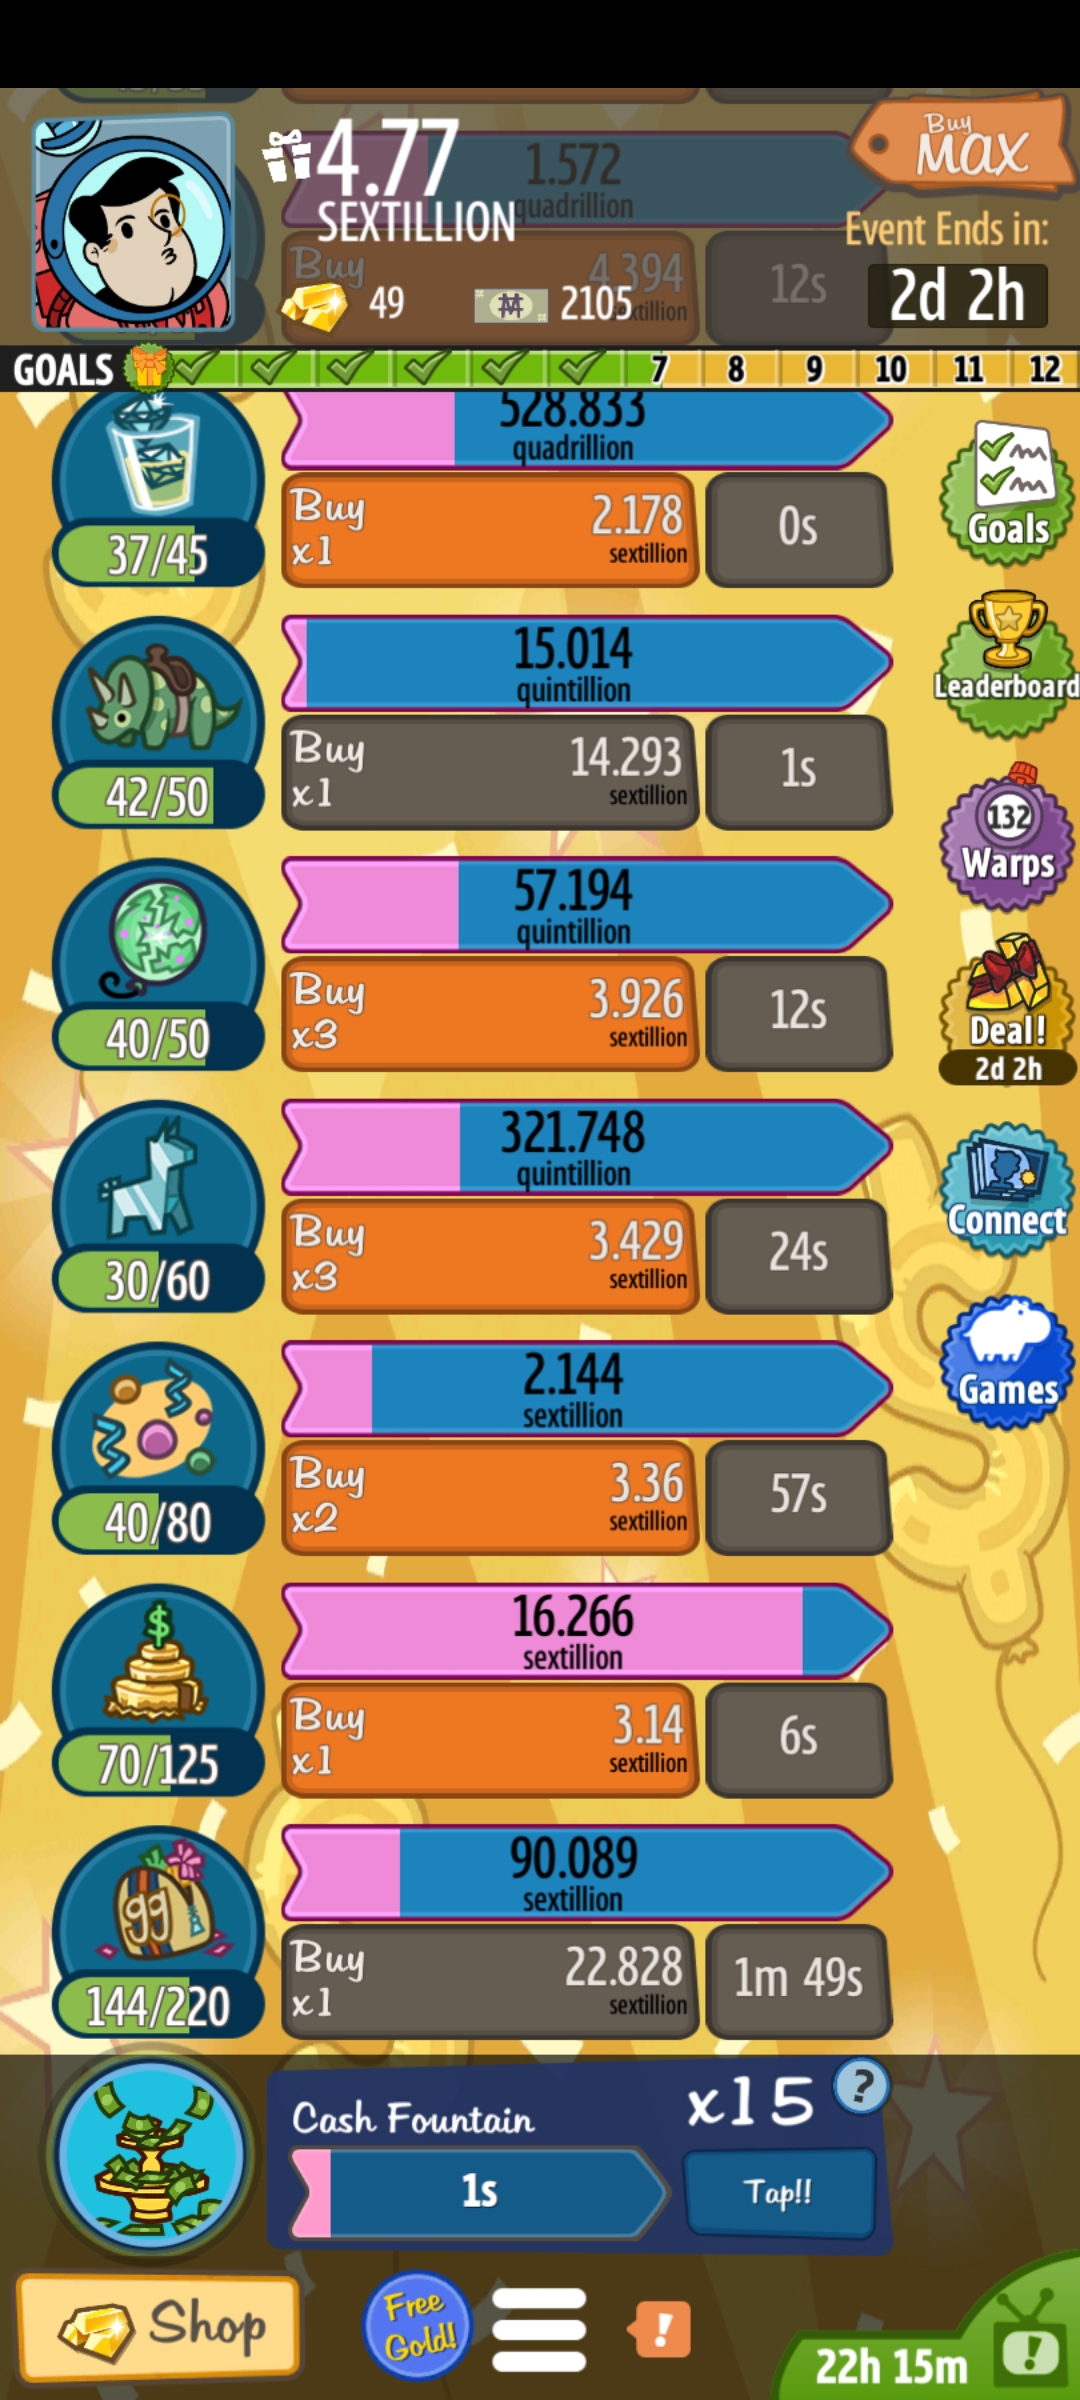 4.77
SEXTILLION
49
2105
1.572
quadrillion
Buy
4.394
12s
Buy
MAX
Event Ends in:
2d 2h
GOALS
7 8 9 10 11 12
528.833
quadrillion
Buy
x1
2.178
sextillion
0s
37/45
15.014
quintillion
Buy
x1
14.293
sextillion
1s
42/50
57.194
quintillion
Buy
x3
3.926
sextillion
12s
40/50
321.748
quintillion
Buy
x3
3.429
sextillion
24s
30/60
2.144
sextillion
Buy
x2
3.36
sextillion
57s
40/80
$
16.266
sextillion
Buy
x1
3.14
sextillion
6s
70/125
gg
90.089
sextillion
Buy
x1
22.828
sextillion
1m 49s
144/220
Goals
Leaderboard
132
Warps
Deal!
2d 2h
Connect
Games
Cash Fountain
x15
?
1s
Tap!!
Shop
Free
Gold!
!
22h 15m
!